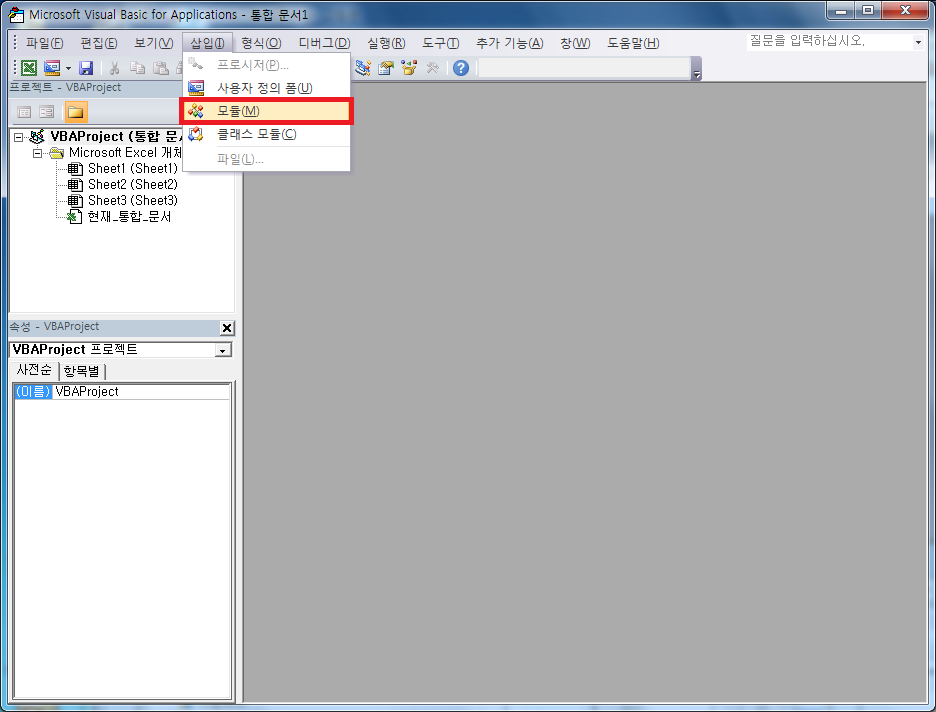 Microsoft Visual Basic for Applications - 통합 문서1
파일(F) 편집(E) 보기(V) 삽입(I) 형식(O) 디버그(D) 실행(R) 도구(T) 추가 기능(A) 창(W) 도움말(H) 질문을 입력하십시오.
프로시저(P)...
사용자 정의 폼(U)
모듈(M)
클래스 모듈(C)
파일(L)...
프로젝트 - VBAProject
VBAProject (통합 문
Microsoft Excel 개체
Sheet1 (Sheet1)
Sheet2 (Sheet2)
Sheet3 (Sheet3)
현재_통합_문서
속성 - VBAProject
VBAProject 프로젝트
사전순 항목별
(이름) VBAProject